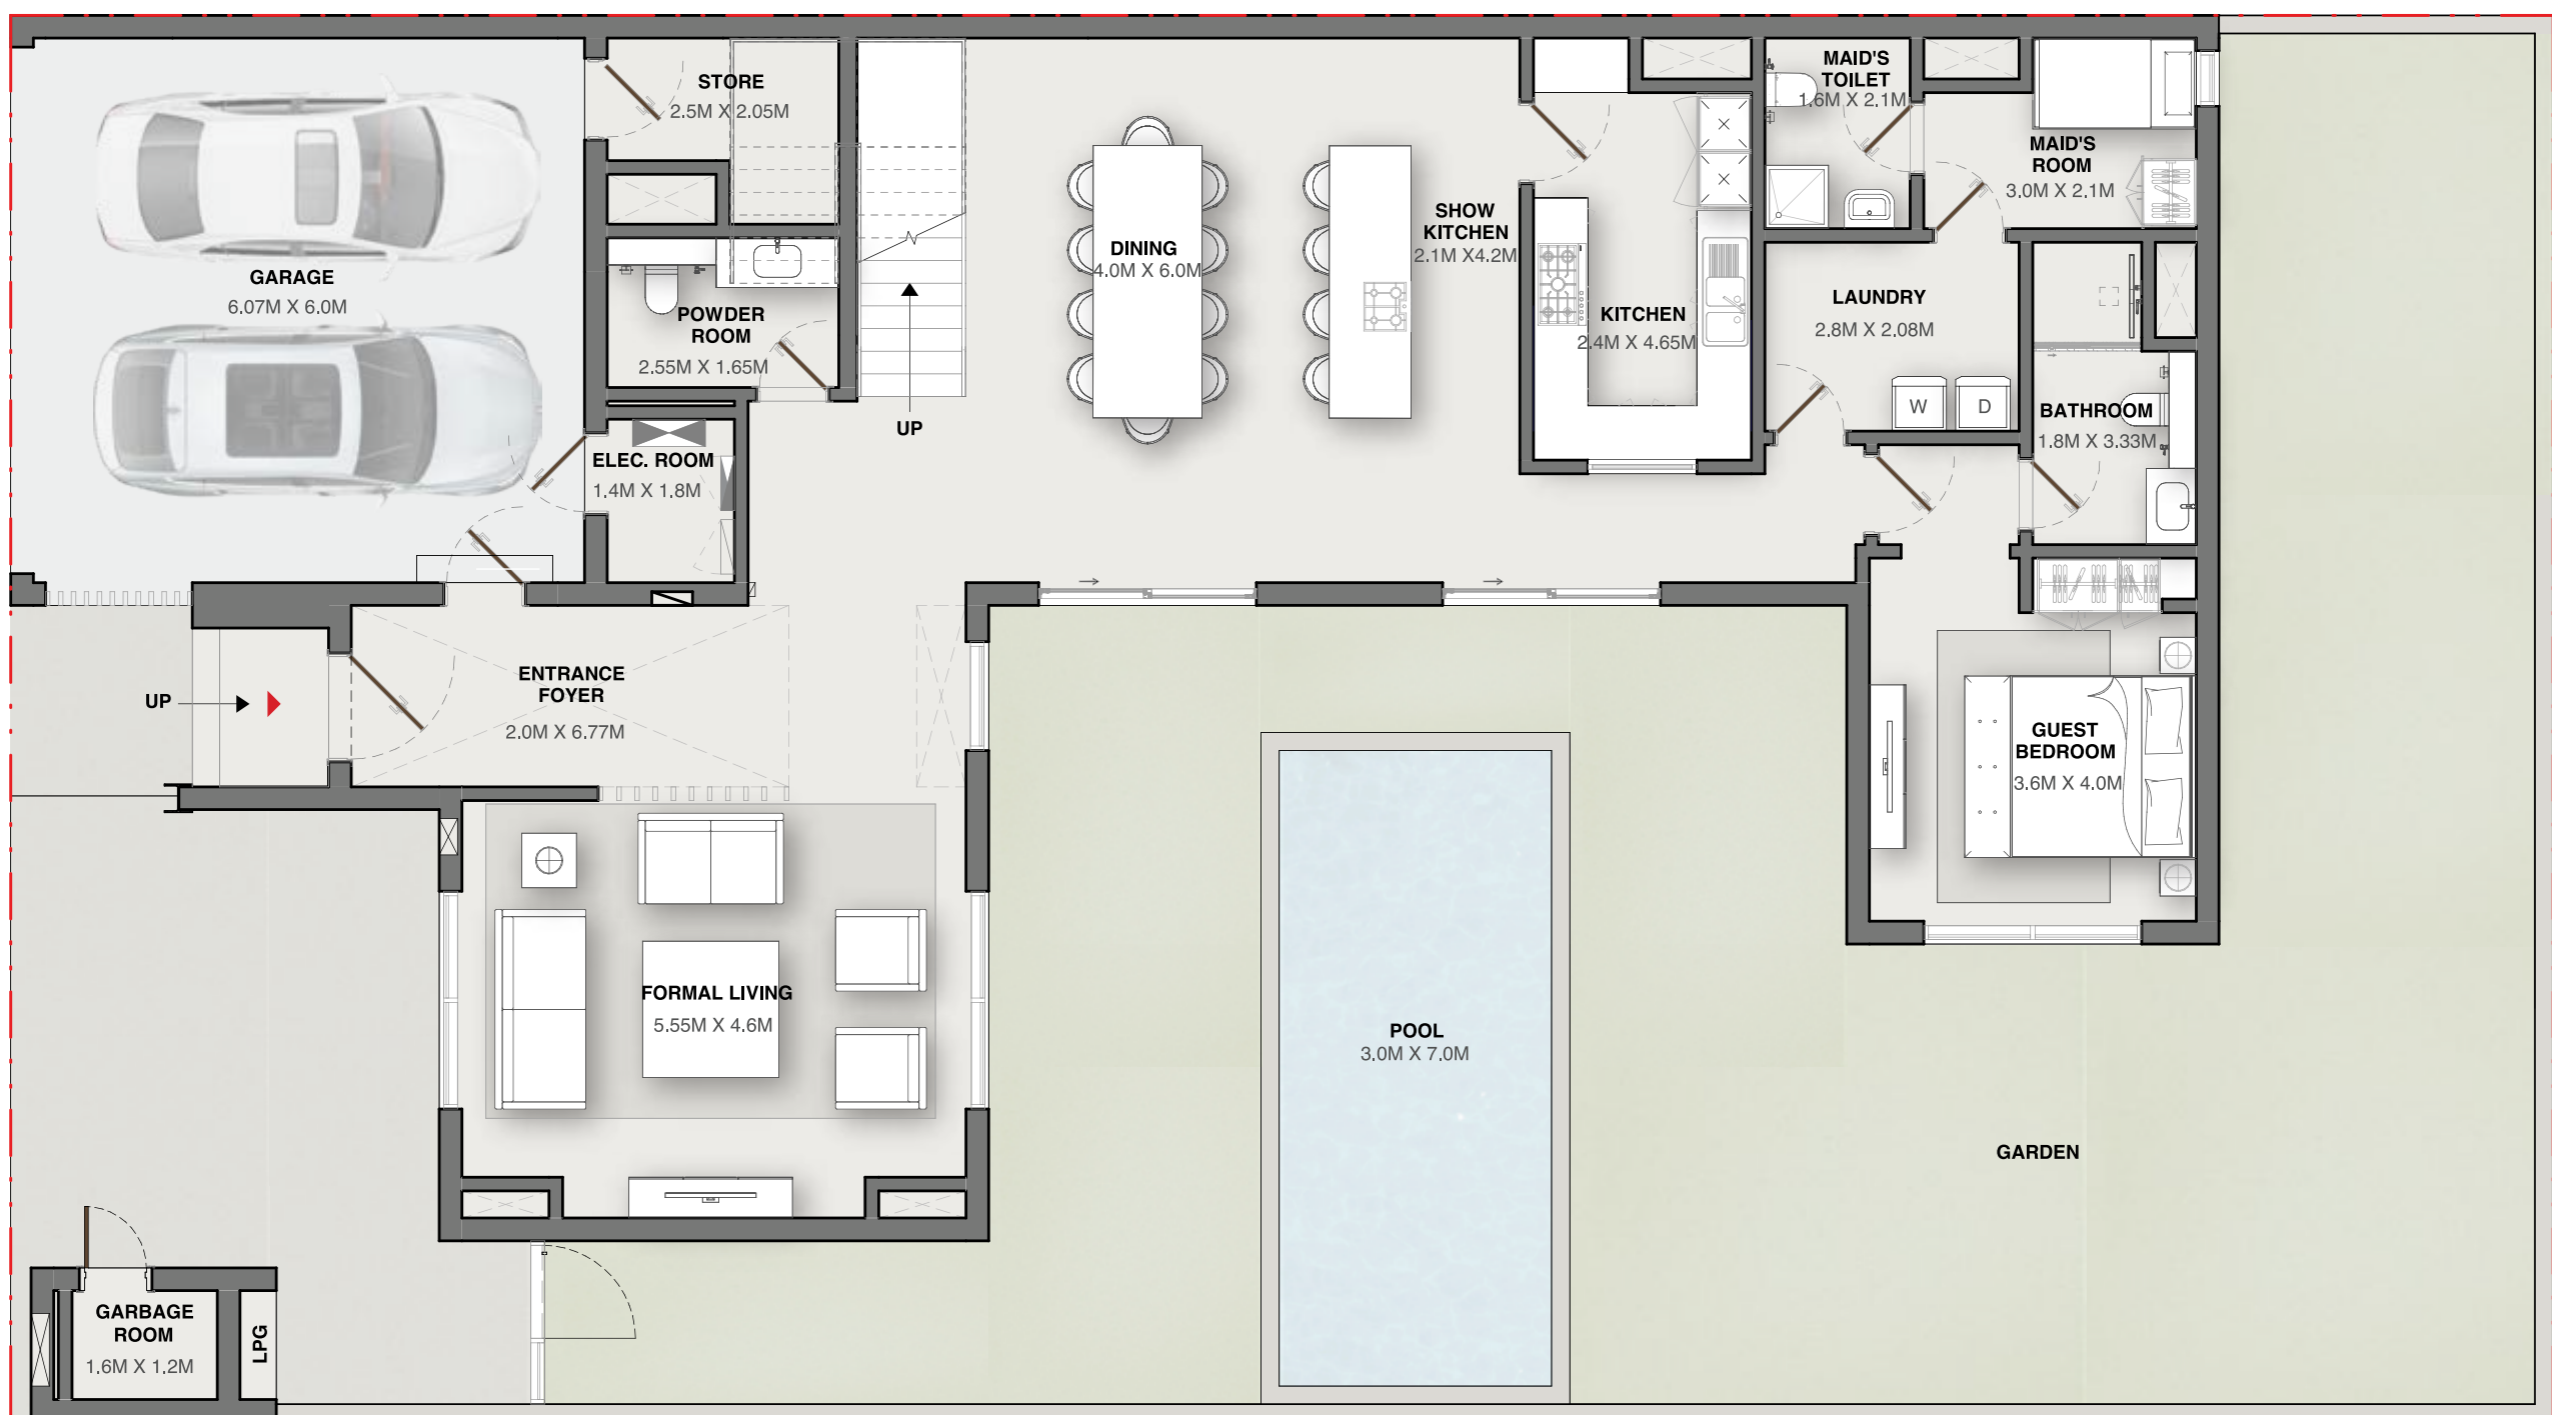 STORE
2.5M X 2.05M
MAID'S
TOILET
1.6M X 2.1M
MAID'S
ROOM
3.0M X 2.1M
SHOW
KITCHEN
2.1M X4.2M
DINING
4.0M X 6.0M
GARAGE
6.07M X 6.0M
POWDER
ROOM
2.55M X 1.65M
KITCHEN
2.4M X 4.65M
LAUNDRY
2.8M X 2.08M
W
D
BATHROOM
1.8M X 3.33M
UP
ELEC. ROOM
1.4M X 1.8M
ENTRANCE
FOYER
2.0M X 6.77M
UP
GUEST
BEDROOM
3.6M X 4.0M
FORMAL LIVING
5.55M X 4.6M
POOL
3.0M X 7.0M
GARDEN
GARBAGE
ROOM
1.6M X 1.2M
LPG